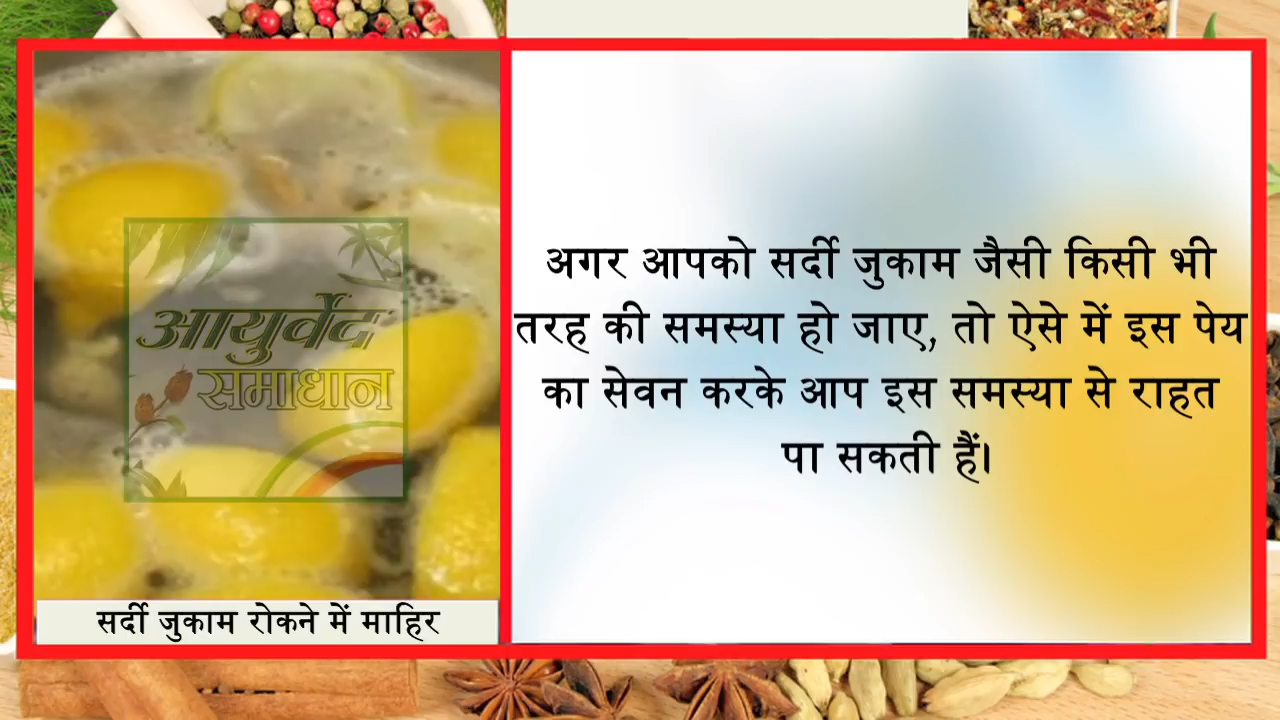 आयुर्वेद
समाधान
सर्दी जुकाम रोकने में माहिर
अगर आपको सर्दी जुकाम जैसी किसी भी
तरह की समस्या हो जाए, तो ऐसे में इस पेय
का सेवन करके आप इस समस्या से राहत
पा सकती हैं।